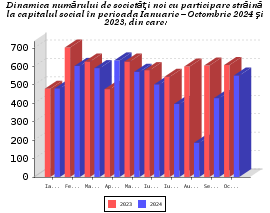 Dinamica numărului de societăţi noi cu participare străină
la capitalul social în perioada Ianuarie – Octombrie 2024 şi
2023, din care:
700
600
500
400
300
200
100
0
Ia... Fe... Ma... Ap... Ma... Iu... Iu... Au... Se... Oc...
2023 2024